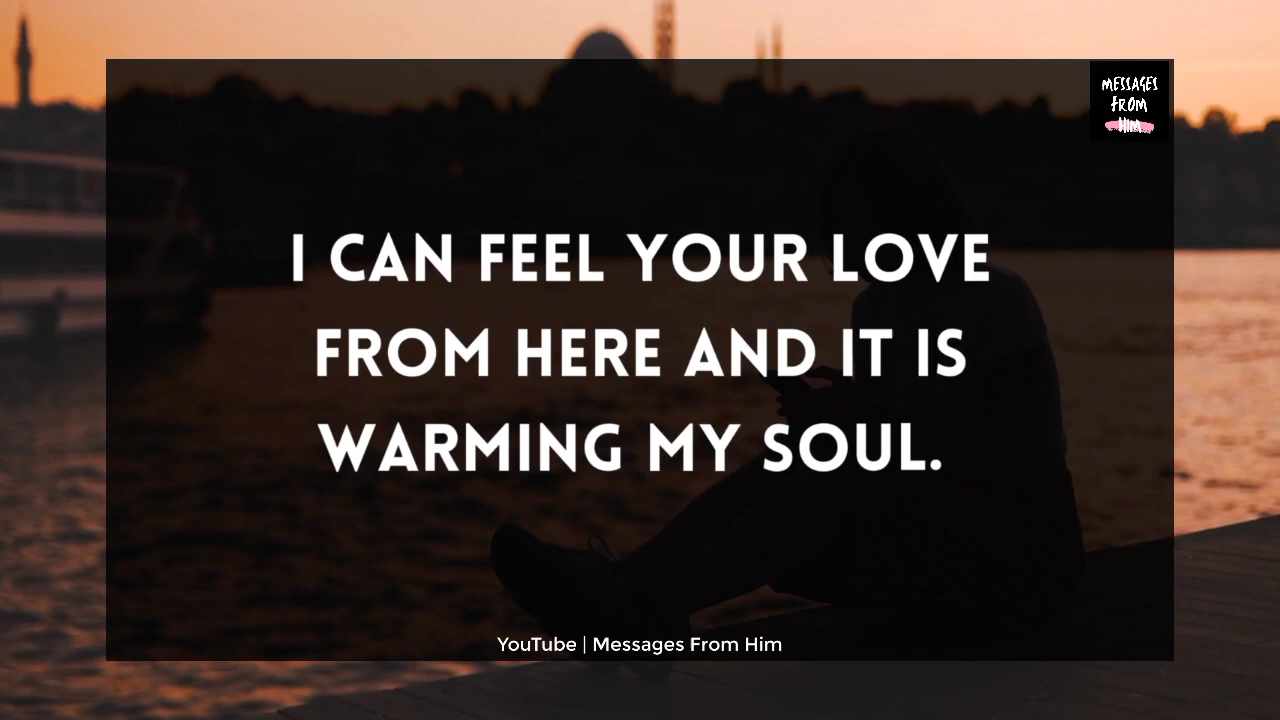 MESSAGES
FROM
HIM
I CAN FEEL YOUR LOVE
FROM HERE AND IT IS
WARMING MY SOUL.
YouTube | Messages From Him